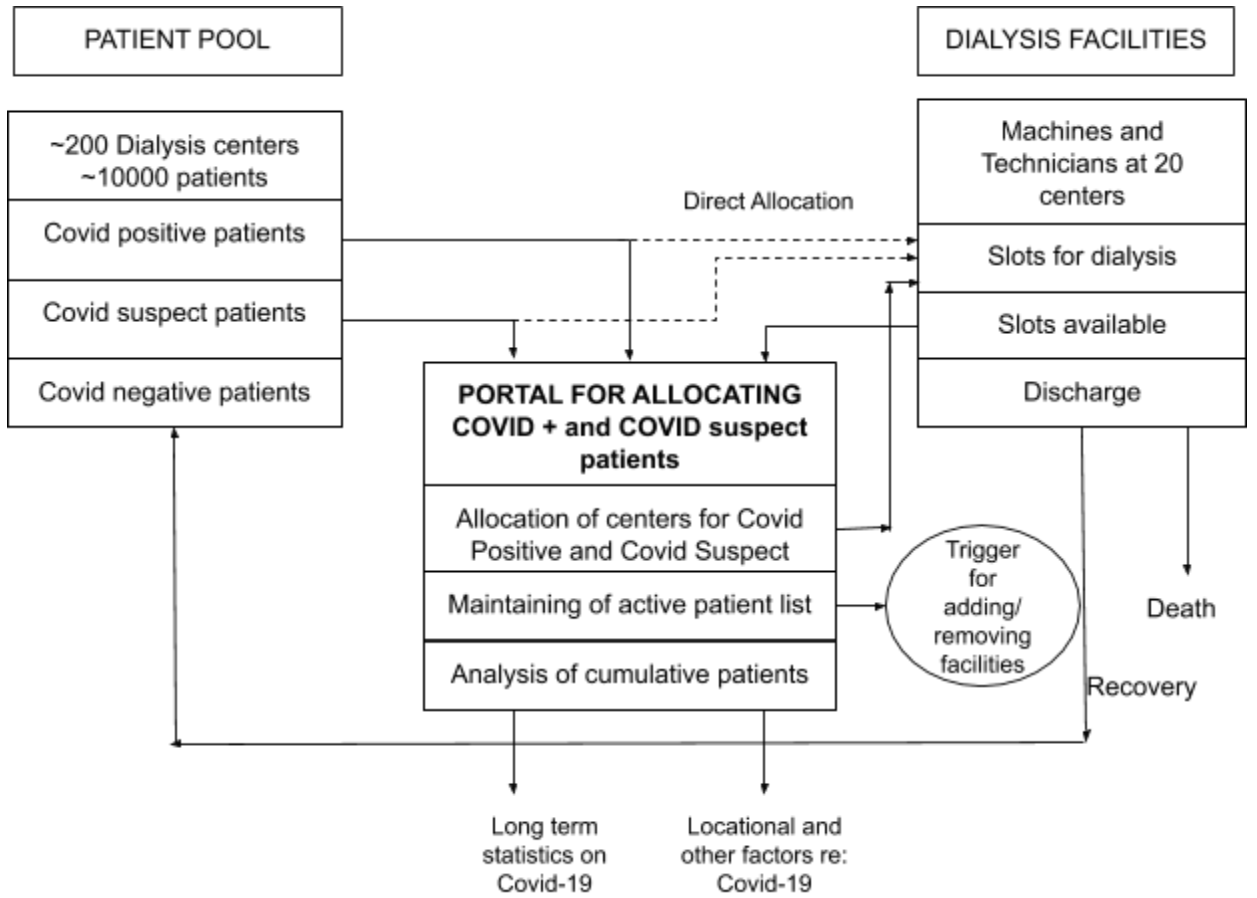 PATIENT POOL
DIALYSIS FACILITIES
~200 Dialysis centers
~10000 patients
Covid positive patients
Covid suspect patients
Covid negative patients
Direct Allocation
Machines and
Technicians at 20
centers
Slots for dialysis
Slots available
Discharge
PORTAL FOR ALLOCATING
COVID + and COVID suspect
patients
Allocation of centers for Covid
Positive and Covid Suspect
Maintaining of active patient list
Analysis of cumulative patients
Trigger
for
adding/
removing
facilities
Death
Recovery
Long term
statistics on
Covid-19
Locational and
other factors re:
Covid-19